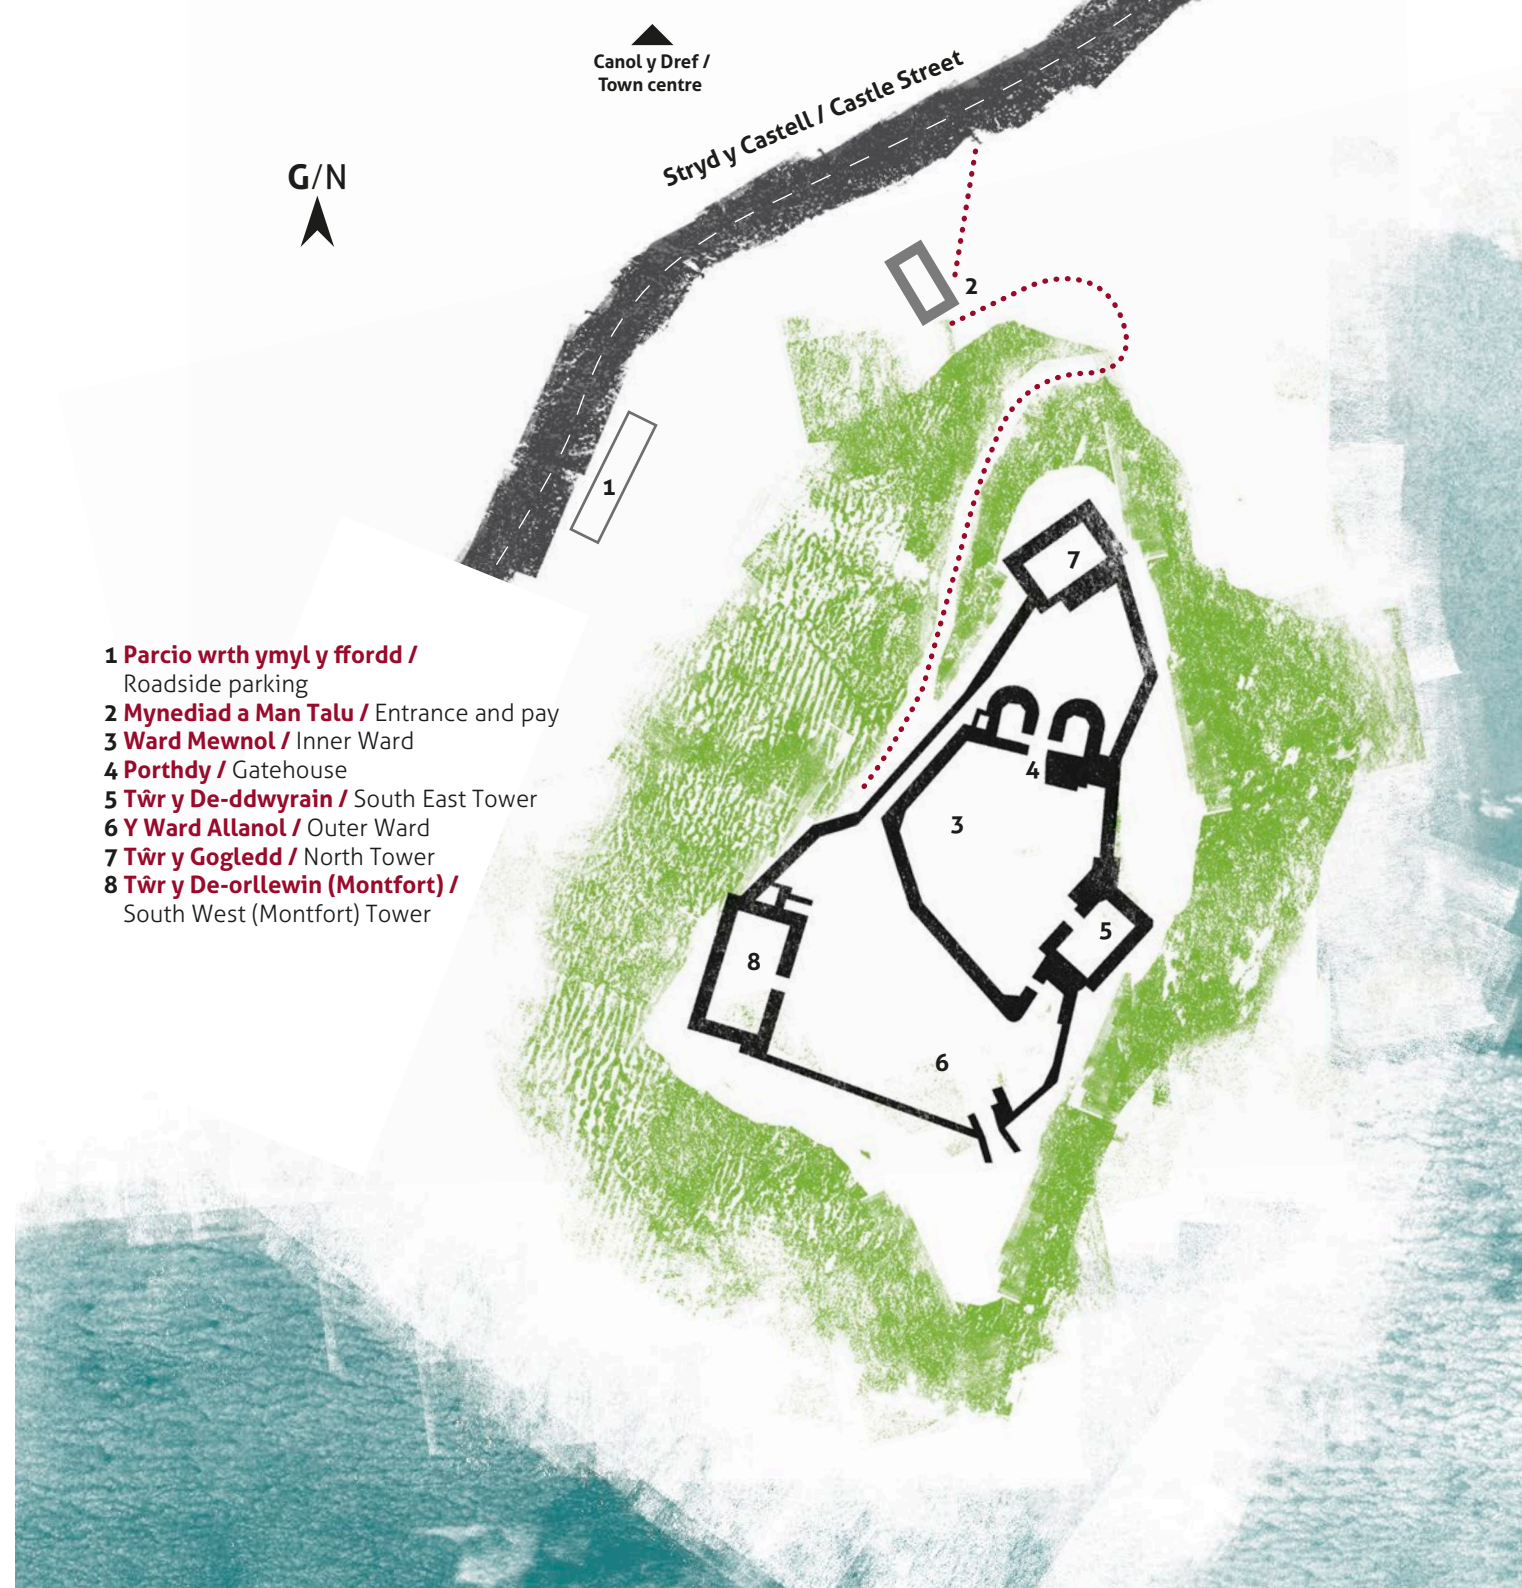 Canol y Dref /
Town centre
Stryd y Castell / Castle Street
G/N
2
1
7
4
3
5
8
6
1 Parcio wrth ymyl y ffordd /
Roadside parking
2 Mynediad a Man Talu / Entrance and pay
3 Ward Mewnol / Inner Ward
4 Porthdy / Gatehouse
5 Tŵr y De-ddwyrain / South East Tower
6 Y Ward Allanol / Outer Ward
7 Tŵr y Gogledd / North Tower
8 Tŵr y De-orllewin (Montfort) /
South West (Montfort) Tower